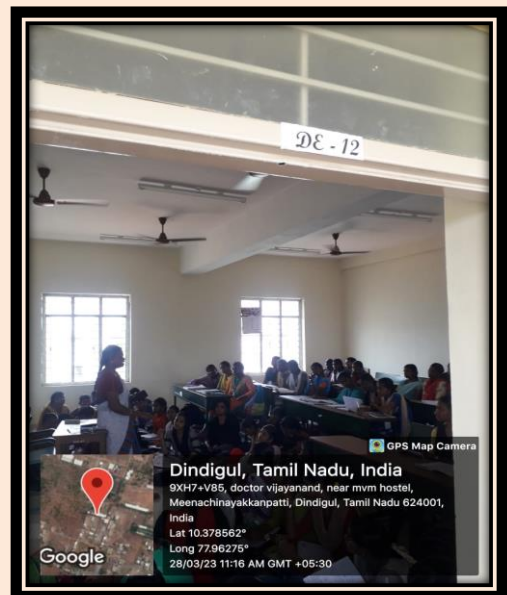 DE - 12
GPS Map Camera
Dindigul, Tamil Nadu, India
9XH7+V85, doctor vijayanand, near mvm hostel,
Meenachinayakkanpatti, Dindigul, Tamil Nadu 624001,
India
Lat 10.378562°
Long 77.96275°
28/03/23 11:16 AM GMT +05:30
Google